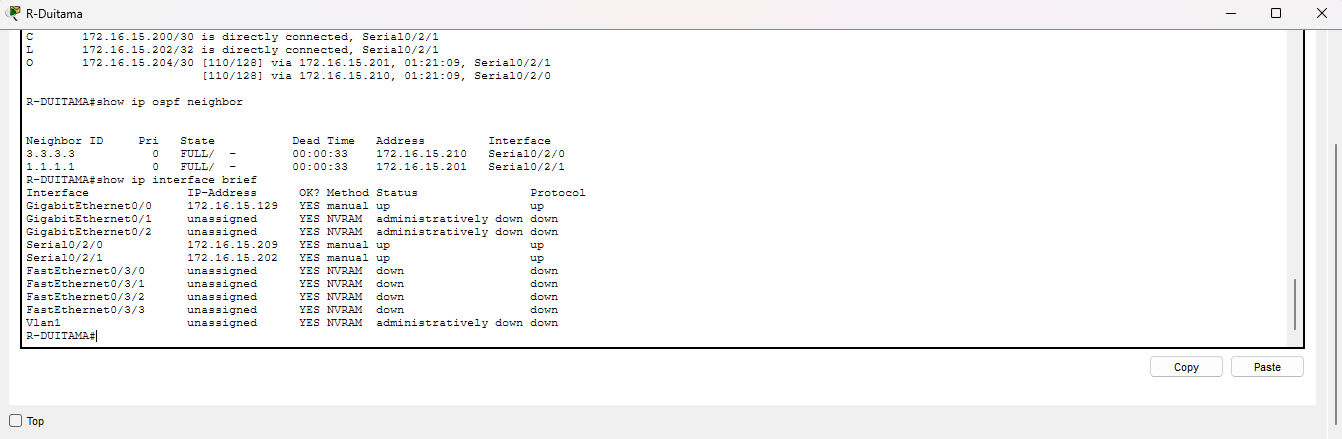 R-Duitama
C       172.16.15.200/30 is directly connected, Serial0/2/1
L       172.16.15.202/32 is directly connected, Serial0/2/1
O       172.16.15.204/30 [110/128] via 172.16.15.201, 01:21:09, Serial0/2/1
                         [110/128] via 172.16.15.210, 01:21:09, Serial0/2/0
R-DUITAMA#show ip ospf neighbor
Neighbor ID     Pri   State           Dead Time   Address         Interface
3.3.3.3           0   FULL/  -        00:00:33    172.16.15.210   Serial0/2/0
1.1.1.1           0   FULL/  -        00:00:33    172.16.15.201   Serial0/2/1
R-DUITAMA#show ip interface brief
Interface              IP-Address      OK? Method Status                Protocol
GigabitEthernet0/0     172.16.15.129   YES manual up                    up
GigabitEthernet0/1     unassigned      YES NVRAM  administratively down down
GigabitEthernet0/2     unassigned      YES NVRAM  administratively down down
Serial0/2/0            172.16.15.209   YES manual up                    up
Serial0/2/1            172.16.15.202   YES manual up                    up
FastEthernet0/3/0      unassigned      YES NVRAM  down                  down
FastEthernet0/3/1      unassigned      YES NVRAM  down                  down
FastEthernet0/3/2      unassigned      YES NVRAM  down                  down
FastEthernet0/3/3      unassigned      YES NVRAM  down                  down
Vlan1                  unassigned      YES NVRAM  administratively down down
R-DUITAMA#
Copy Paste
Top